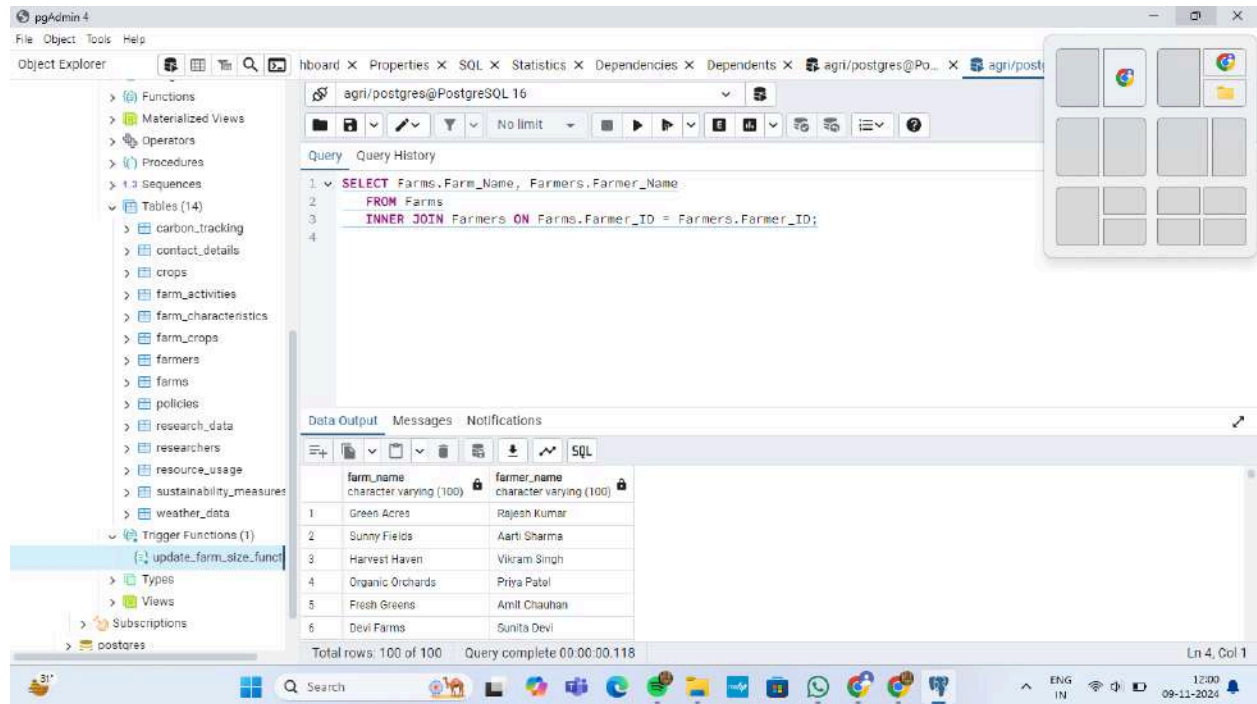 pgAdmin 4
File Object Tools Help
Object Explorer
hboard Properties SQL Statistics Dependencies Dependents agri/postgres@Po... agri/poste
Functions
Materialized Views
Operators
Procedures
1..3 Sequences
Tables (14)
carbon_tracking
contact_details
crops
farm_activities
farm_characteristics
farm_crops
farmers
farms
policies
research_data
researchers
resource_usage
sustainability_measures
weather_data
Trigger Functions (1)
update_farm_size_funct
Types
Views
Subscriptions
postgres
agri/postgres@PostgreSQL 16
No limit
E
Query Query History
1 SELECT Farms.Farm_Name, Farmers.Farmer_Name
2 FROM Farms
3 INNER JOIN Farmers ON Farms.Farmer_ID = Farmers.Farmer_ID;
4
Data Output Messages Notifications
SQL
farm_name farmer_name
character varying (100) character varying (100)
1 Green Acres Rajesh Kumar
2 Sunny Fields Aarti Sharma
3 Harvest Haven Vikram Singh
4 Organic Orchards Priya Patel
5 Fresh Greens Amit Chauhan
6 Devi Farms Sunita Devi
Total rows: 100 of 100 Query complete 00:00:00.118 Ln 4, Col 1
31°
Search
ENG
IN
12:00
09-11-2024